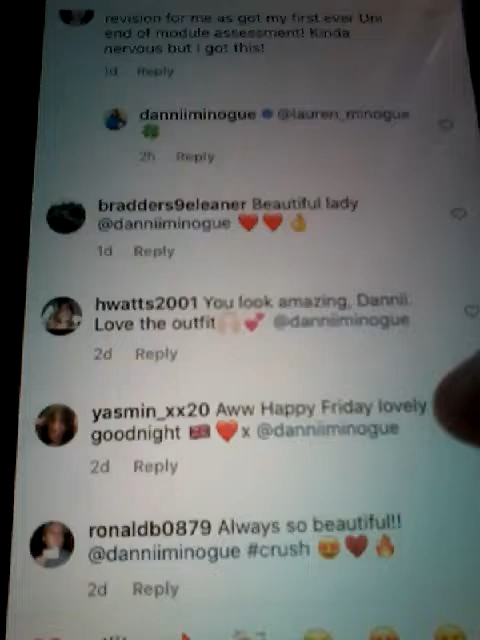 revision for me as got my first ever Uni
end of module assessment! Kinda
nervous but I got this!
1d Reply
danniiminogue @lauren_minogue
🍀
2h Reply
bradders9eleaner Beautiful lady
@danniiminogue ❤️❤️👌
1d Reply
hwatts2001 You look amazing, Dannii.
Love the outfit🙌🏻💕 @danniiminogue
2d Reply
yasmin_xx20 Aww Happy Friday lovely
goodnight 🇬🇧❤️x @danniiminogue
2d Reply
ronaldb0879 Always so beautiful!!
@danniiminogue #crush 😍❤️🔥
2d Reply